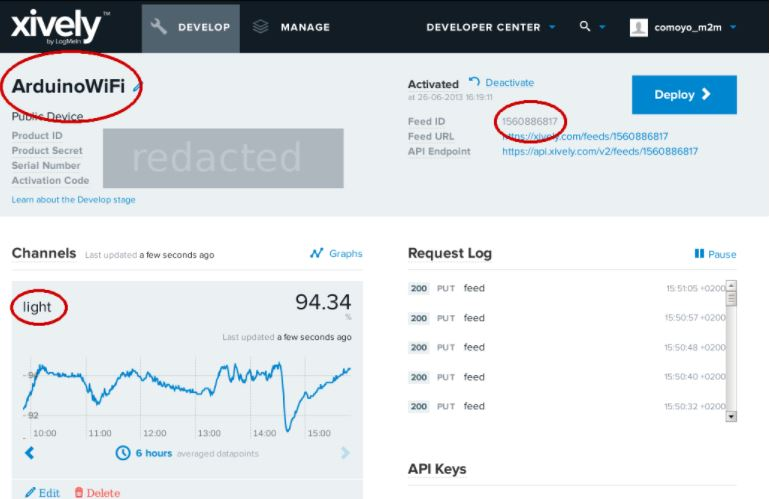 xively
by LogMeIn
DEVELOP
MANAGE
DEVELOPER CENTER
comoyo_m2m
ArduinoWiFi
Public Device
Product ID
Product Secret
Serial Number
Activation Code
redacted
Learn about the Develop stage
Activated Deactivate
at 26-06-2013 16:19:11
Feed ID 1560886817
Feed URL https://xively.com/feeds/1560886817
API Endpoint https://api.xively.com/v2/feeds/1560886817
Deploy
Channels Last updated a few seconds ago Graphs
light 94.34
%
Last updated a few seconds ago
94
92
10:00 11:00 12:00 13:00 14:00 15:00
6 hours averaged datapoints
Edit Delete
Request Log Pause
200 PUT feed 15:51:05 +0200
200 PUT feed 15:50:57 +0200
200 PUT feed 15:50:48 +0200
200 PUT feed 15:50:40 +0200
200 PUT feed 15:50:32 +0200
API Keys